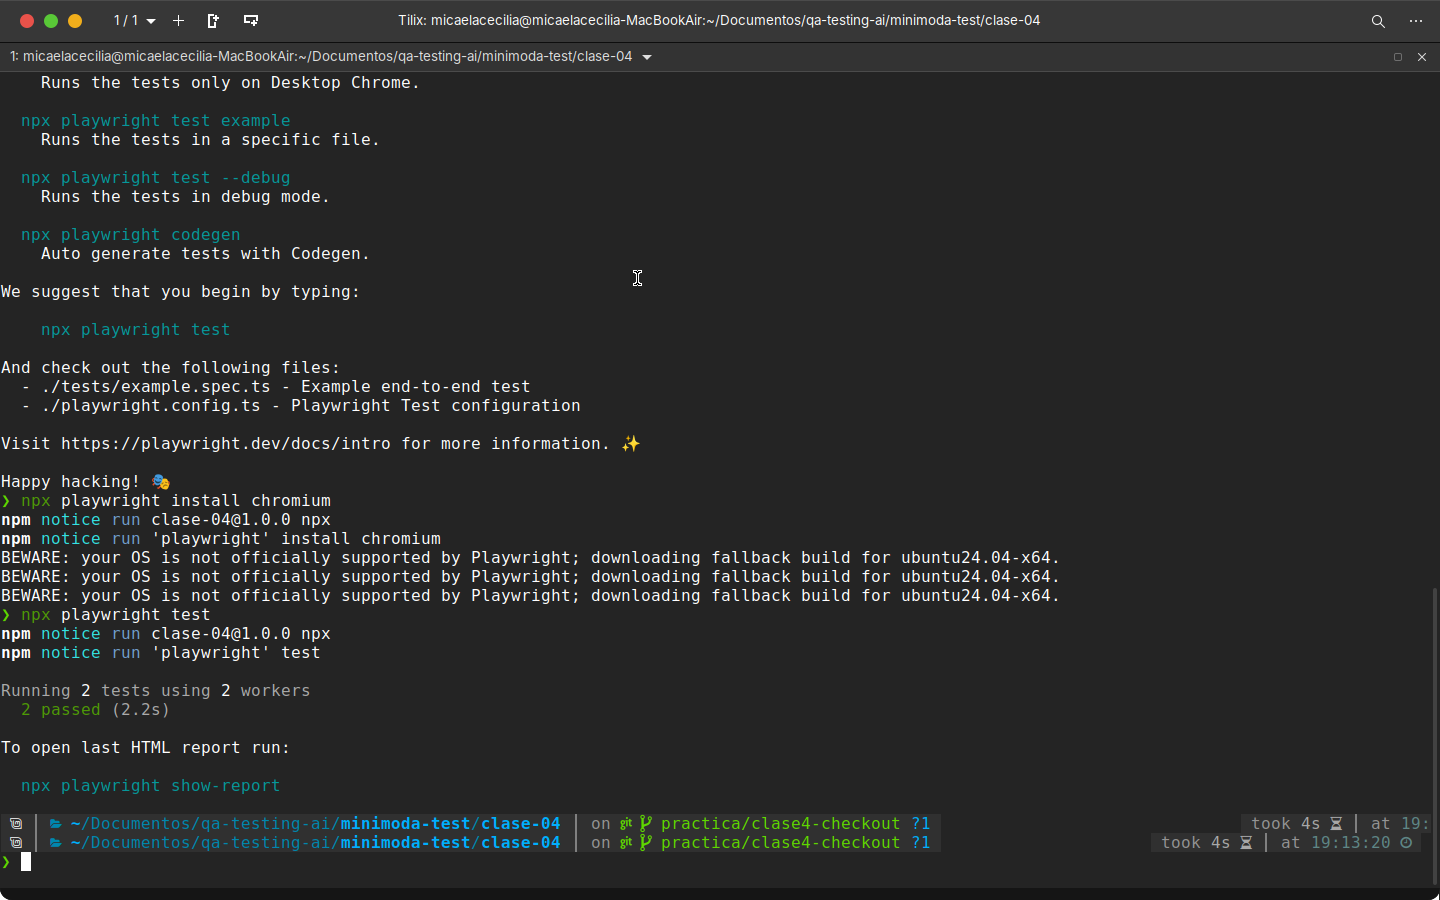 1 / 1
Tilix: micaelacecilia@micaelacecilia-MacBookAir:~/Documentos/qa-testing-ai/minimoda-test/clase-04
1: micaelacecilia@micaelacecilia-MacBookAir:~/Documentos/qa-testing-ai/minimoda-test/clase-04
Runs the tests only on Desktop Chrome.
npx playwright test example
Runs the tests in a specific file.
npx playwright test --debug
Runs the tests in debug mode.
npx playwright codegen
Auto generate tests with Codegen.
We suggest that you begin by typing:
npx playwright test
And check out the following files:
- ./tests/example.spec.ts - Example end-to-end test
- ./playwright.config.ts - Playwright Test configuration
Visit https://playwright.dev/docs/intro for more information. ✨
Happy hacking! 🎭
❯ npx playwright install chromium
npm notice run clase-04@1.0.0 npx
npm notice run 'playwright' install chromium
BEWARE: your OS is not officially supported by Playwright; downloading fallback build for ubuntu24.04-x64.
BEWARE: your OS is not officially supported by Playwright; downloading fallback build for ubuntu24.04-x64.
BEWARE: your OS is not officially supported by Playwright; downloading fallback build for ubuntu24.04-x64.
❯ npx playwright test
npm notice run clase-04@1.0.0 npx
npm notice run 'playwright' test
Running 2 tests using 2 workers
2 passed (2.2s)
To open last HTML report run:
npx playwright show-report
~/Documentos/qa-testing-ai/minimoda-test/clase-04 │ on git practica/clase4-checkout ?1 took 4s │ at 19:
~/Documentos/qa-testing-ai/minimoda-test/clase-04 │ on git practica/clase4-checkout ?1 took 4s │ at 19:13:20
❯